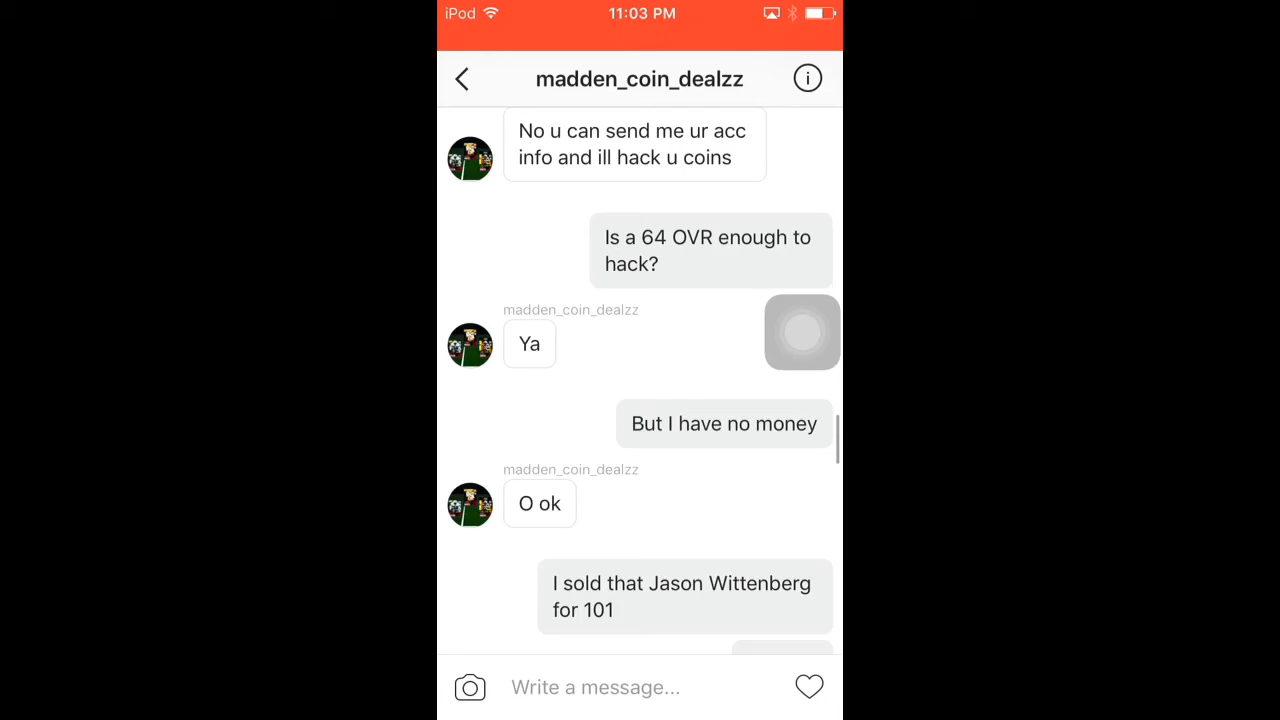 iPod 11:03 PM
madden_coin_dealzz
No u can send me ur acc
info and ill hack u coins
Is a 64 OVR enough to
hack?
madden_coin_dealzz
Ya
But I have no money
madden_coin_dealzz
O ok
I sold that Jason Wittenberg
for 101
Write a message...